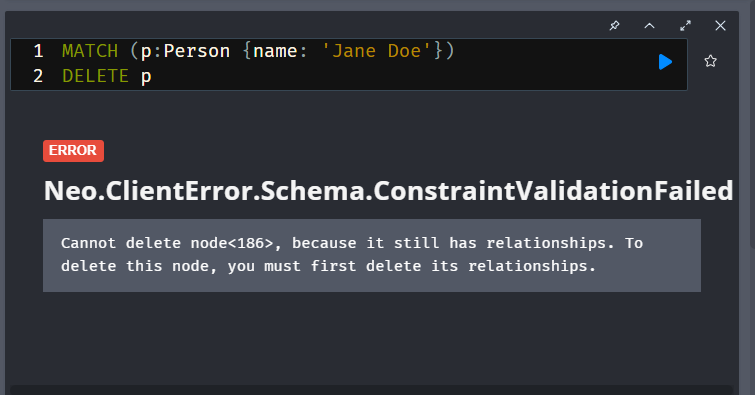 1 MATCH (p:Person {name: 'Jane Doe'})
2 DELETE p
ERROR
Neo.ClientError.Schema.ConstraintValidationFailed
Cannot delete node<186>, because it still has relationships. To
delete this node, you must first delete its relationships.